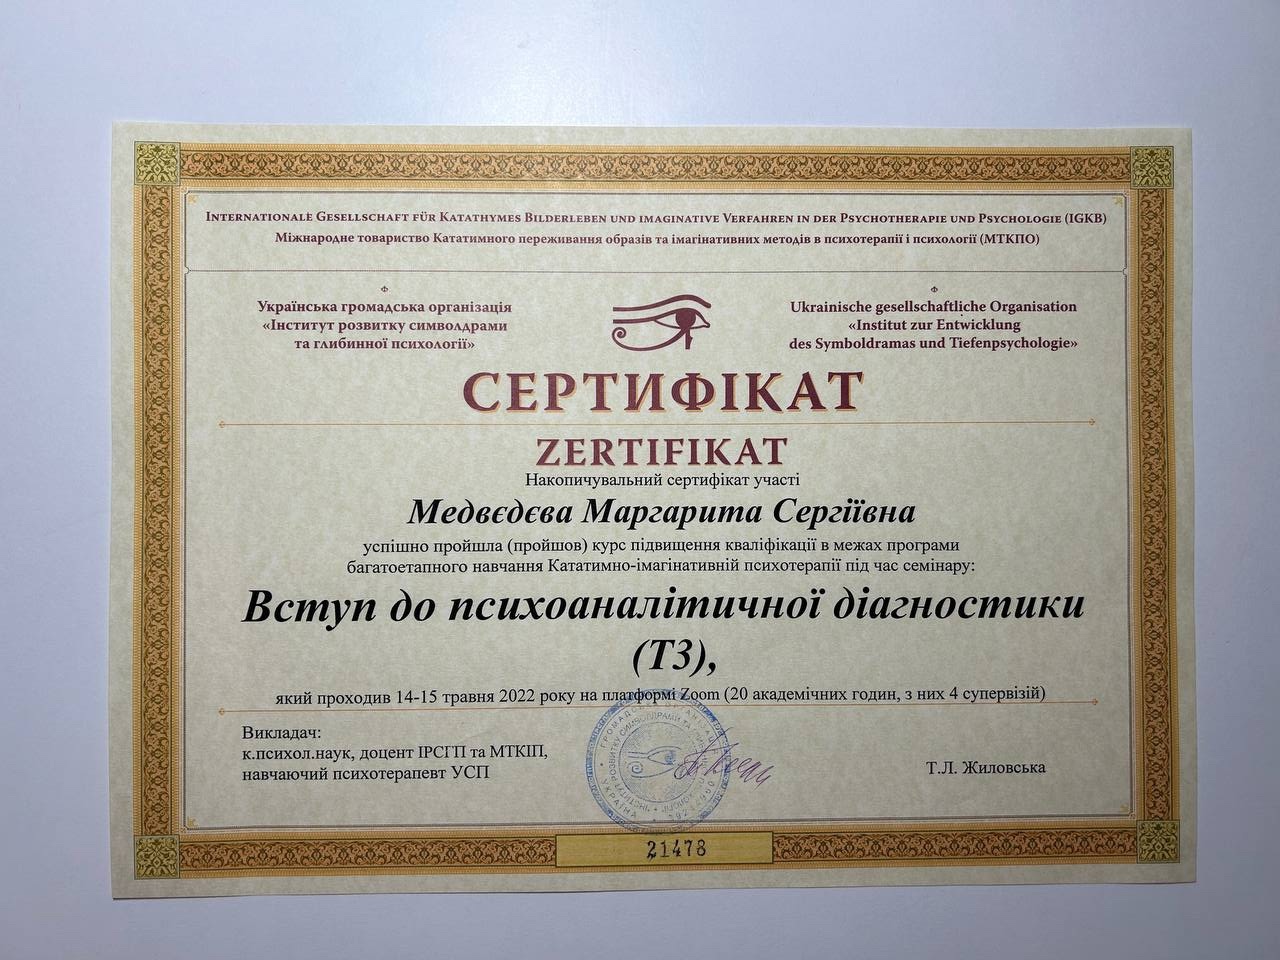 INTERNATIONALE GESELLSCHAFT FÜR KATATHYMES BILDERLEBEN UND IMAGINATIVE VERFAHREN IN DER PSYCHOTHERAPIE UND PSYCHOLOGIE (IGKB)
Міжнародне товариство Кататимного переживання образів та імагінативних методів в психотерапії і психології (МТКПО)
Українська громадська організація
«Інститут розвитку символдрами
та глибинної психології»
Ukrainische gesellschaftliche Organisation
«Institut zur Entwicklung
des Symboldramas und Tiefenpsychologie»
СЕРТИФІКАТ
ZERTIFIKAT
Накопичувальний сертифікат участі
Медвєдєва Маргарита Сергіївна
успішно пройшла (пройшов) курс підвищення кваліфікації в межах програми
багатоетапного навчання Кататимно-імагінативній психотерапії під час семінару:
Вступ до психоаналітичної діагностики
(Т3),
який проходив 14-15 травня 2022 року на платформі Zoom (20 академічних годин, з них 4 супервізій)
Викладач:
к.психол.наук, доцент ІРСГП та МТКІП,
навчаючий психотерапевт УСП
Т.Л. Жиловська
21478